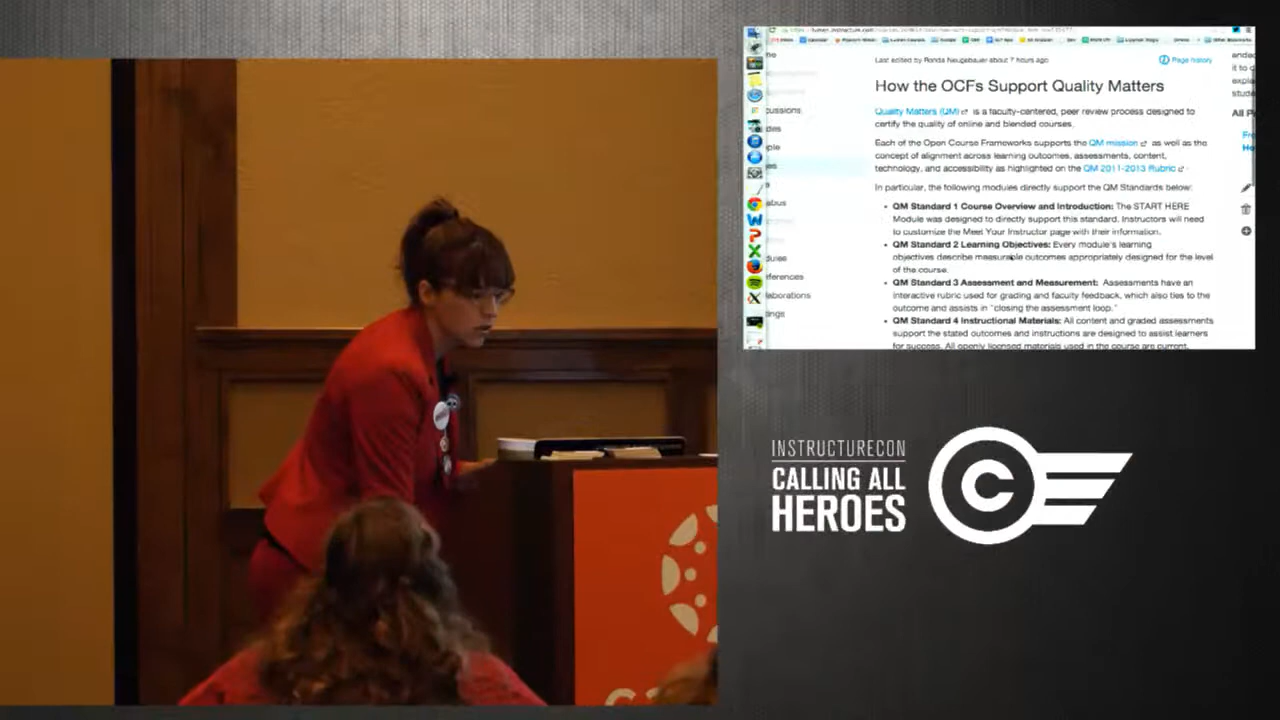 Last edited by Ronda Neugebauer about 7 hours ago
Page history
How the OCFs Support Quality Matters
Quality Matters (QM) is a faculty-centered, peer review process designed to
certify the quality of online and blended courses.
Each of the Open Course Frameworks supports the QM mission as well as the
concept of alignment across learning outcomes, assessments, content,
technology, and accessibility as highlighted on the QM 2011-2013 Rubric
In particular, the following modules directly support the QM Standards below:
• QM Standard 1 Course Overview and Introduction: The START HERE
Module was designed to directly support this standard. Instructors will need
to customize the Meet Your Instructor page with their information.
• QM Standard 2 Learning Objectives: Every module's learning
objectives describe measurable outcomes appropriately designed for the level
of the course.
• QM Standard 3 Assessment and Measurement: Assessments have an
interactive rubric used for grading and faculty feedback, which also ties to the
outcome and assists in "closing the assessment loop."
• QM Standard 4 Instructional Materials: All content and graded assessments
support the stated outcomes and instructions are designed to assist learners
for success. All openly licensed materials used in the course are current,
cussions
des
ple
es
abus
dules
ferences
laborations
ings
INSTRUCTURECON
CALLING ALL
HEROES
C